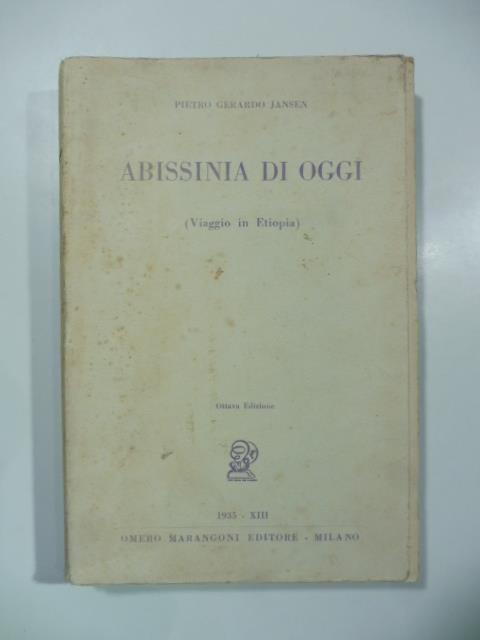 PIETRO GERARDO JANSEN
ABISSINIA DI OGGI
(Viaggio in Etiopia)
Ottava Edizione
1935 - XIII
OMERO MARANGONI EDITORE - MILANO